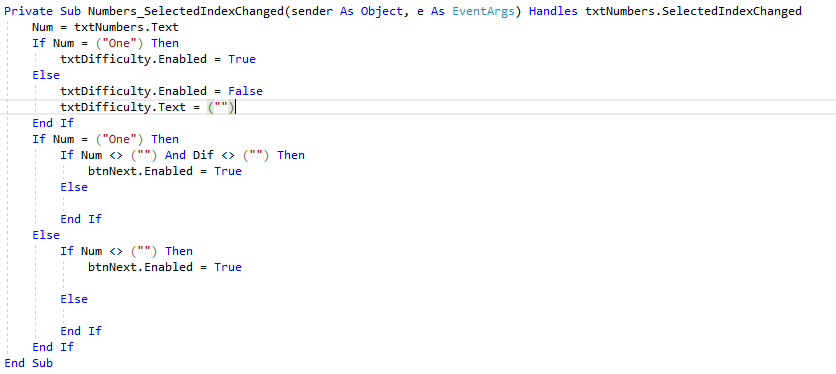 Private Sub Numbers_SelectedIndexChanged(sender As Object, e As EventArgs) Handles txtNumbers.SelectedIndexChanged
    Num = txtNumbers.Text
    If Num = ("One") Then
        txtDifficulty.Enabled = True
    Else
        txtDifficulty.Enabled = False
        txtDifficulty.Text = ("")
    End If
    If Num = ("One") Then
        If Num <> ("") And Dif <> ("") Then
            btnNext.Enabled = True
        Else
        End If
    Else
        If Num <> ("") Then
            btnNext.Enabled = True
        Else
        End If
    End If
End Sub